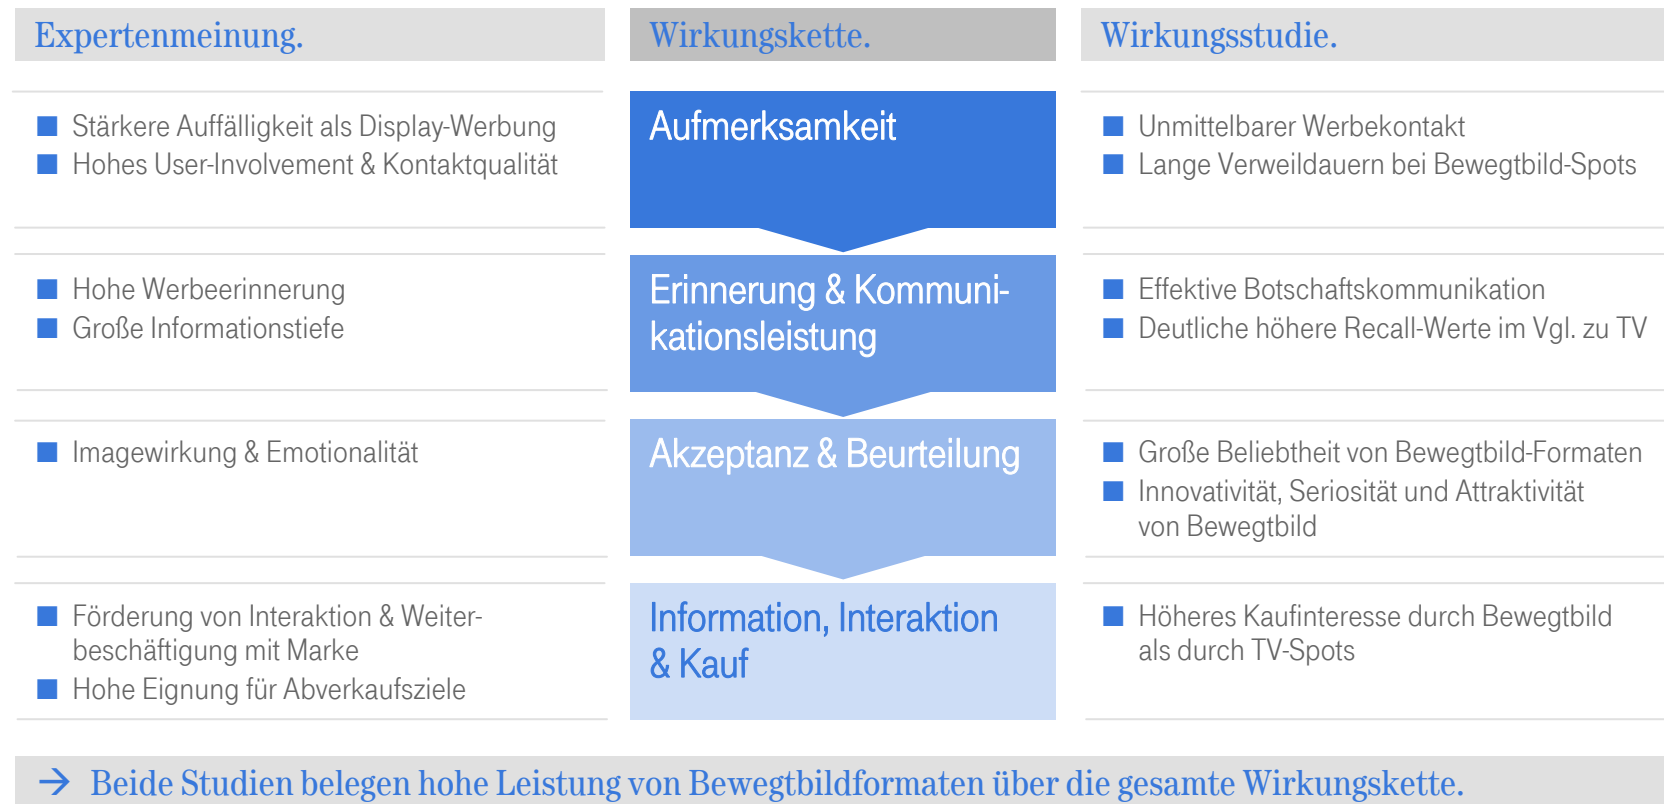 Expertenmeinung.
Wirkungskette.
Wirkungsstudie.
Stärkere Auffälligkeit als Display-Werbung
Hohes User-Involvement & Kontaktqualität
Aufmerksamkeit
Unmittelbarer Werbekontakt
Lange Verweildauern bei Bewegtbild-Spots
Hohe Werbeerinnerung
Große Informationstiefe
Erinnerung & Kommuni-
kationsleistung
Effektive Botschaftskommunikation
Deutliche höhere Recall-Werte im Vgl. zu TV
Imagewirkung & Emotionalität
Akzeptanz & Beurteilung
Große Beliebtheit von Bewegtbild-Formaten
Innovativität, Seriosität und Attraktivität
von Bewegtbild
Förderung von Interaktion & Weiter-
beschäftigung mit Marke
Hohe Eignung für Abverkaufsziele
Information, Interaktion
& Kauf
Höheres Kaufinteresse durch Bewegtbild
als durch TV-Spots
→ Beide Studien belegen hohe Leistung von Bewegtbildformaten über die gesamte Wirkungskette.